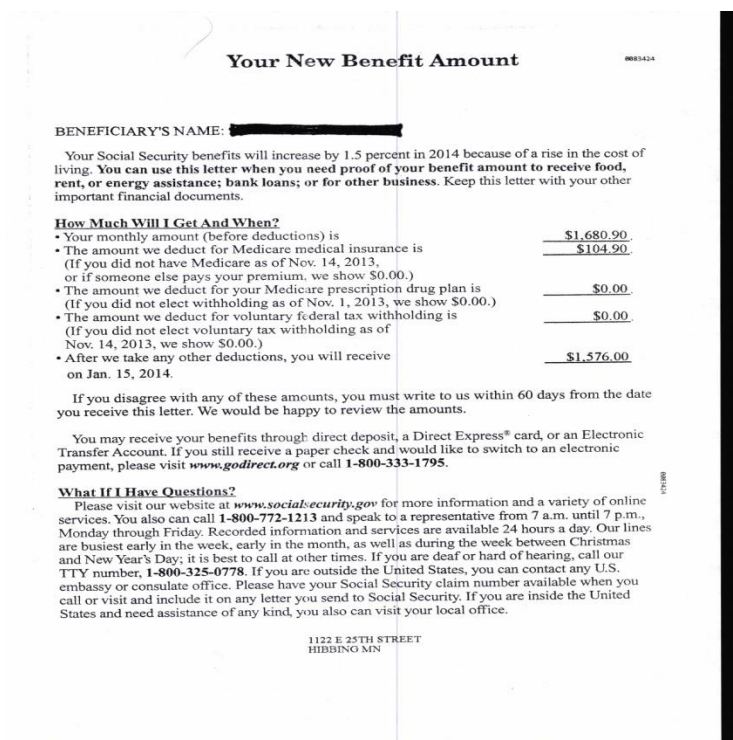 Your New Benefit Amount
0083424
BENEFICIARY'S NAME:
Your Social Security benefits will increase by 1.5 percent in 2014 because of a rise in the cost of
living. You can use this letter when you need proof of your benefit amount to receive food,
rent, or energy assistance; bank loans; or for other business. Keep this letter with your other
important financial documents.
How Much Will I Get And When?
• Your monthly amount (before deductions) is $1,680.90.
• The amount we deduct for Medicare medical insurance is $104.90.
(If you did not have Medicare as of Nov. 14, 2013,
or if someone else pays your premium, we show $0.00.)
• The amount we deduct for your Medicare prescription drug plan is $0.00.
(If you did not elect withholding as of Nov. 1, 2013, we show $0.00.)
• The amount we deduct for voluntary federal tax withholding is $0.00.
(If you did not elect voluntary tax withholding as of
Nov. 14, 2013, we show $0.00.)
• After we take any other deductions, you will receive $1,576.00
on Jan. 15, 2014.
If you disagree with any of these amounts, you must write to us within 60 days from the date
you receive this letter. We would be happy to review the amounts.
You may receive your benefits through direct deposit, a Direct Express® card, or an Electronic
Transfer Account. If you still receive a paper check and would like to switch to an electronic
payment, please visit www.godirect.org or call 1-800-333-1795.
0083424
What If I Have Questions?
Please visit our website at www.socialsecurity.gov for more information and a variety of online
services. You also can call 1-800-772-1213 and speak to a representative from 7 a.m. until 7 p.m.,
Monday through Friday. Recorded information and services are available 24 hours a day. Our lines
are busiest early in the week, early in the month, as well as during the week between Christmas
and New Year's Day; it is best to call at other times. If you are deaf or hard of hearing, call our
TTY number, 1-800-325-0778. If you are outside the United States, you can contact any U.S.
embassy or consulate office. Please have your Social Security claim number available when you
call or visit and include it on any letter you send to Social Security. If you are inside the United
States and need assistance of any kind, you also can visit your local office.
1122 E 25TH STREET
HIBBING MN